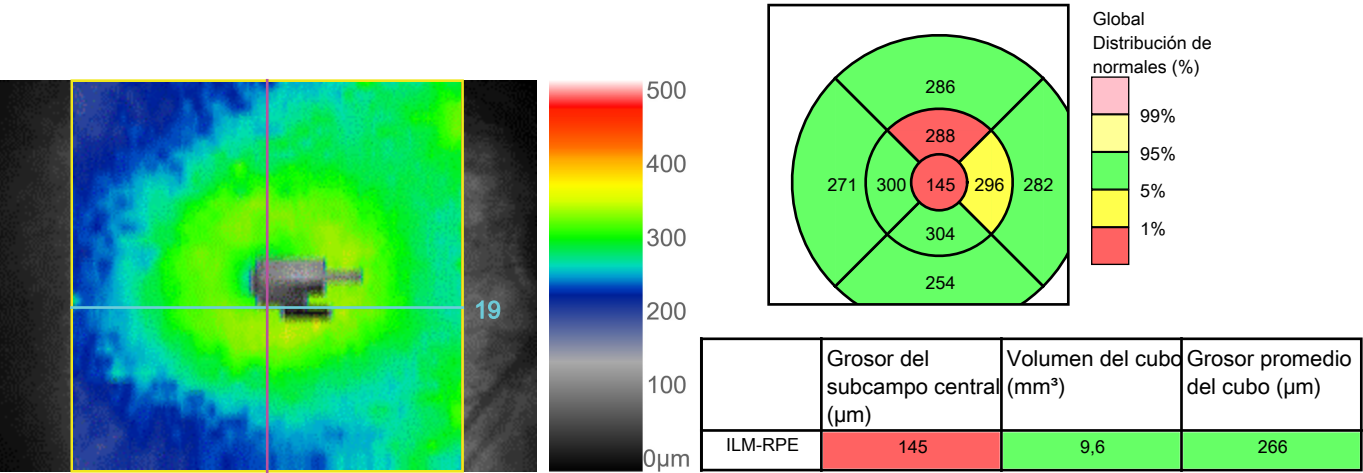 500
400
300
200
100
0µm
19
286
288
271
300
145
296
282
304
254
Global
Distribución de
normales (%)
99%
95%
5%
1%
Grosor del
subcampo central
(µm)
Volumen del cubo
(mm³)
Grosor promedio
del cubo (µm)
ILM-RPE
145
9,6
266